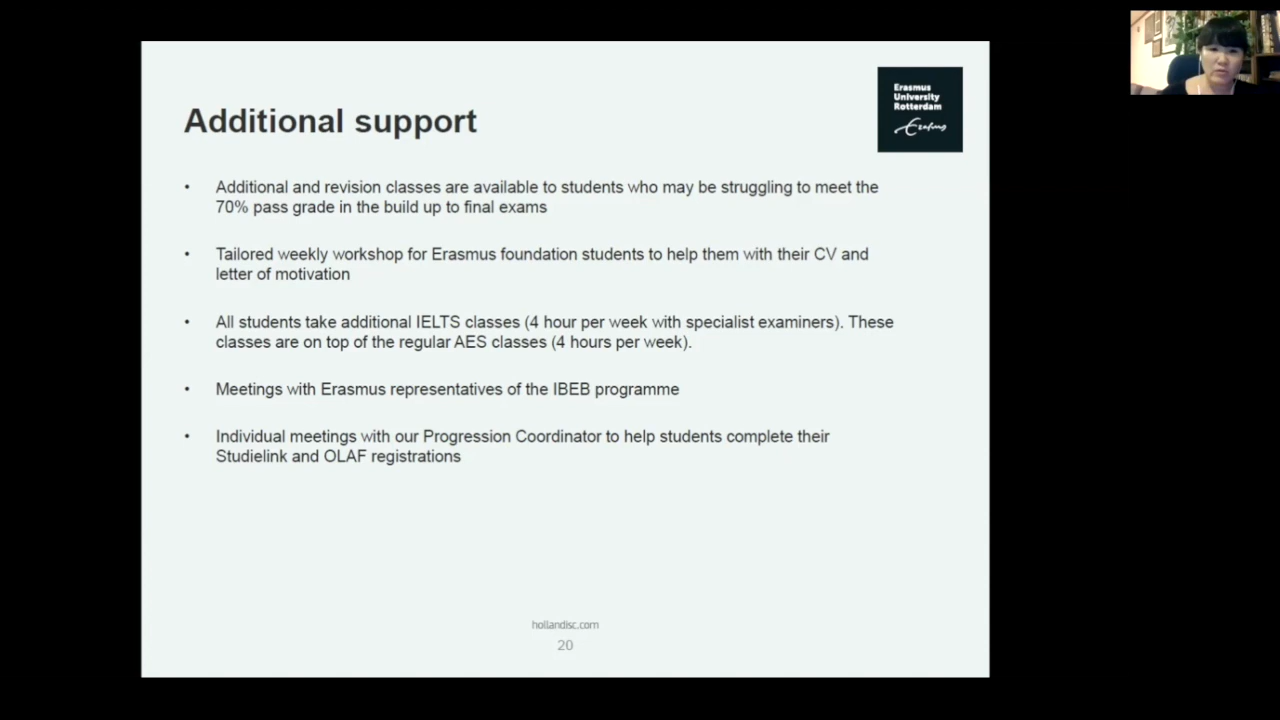 Additional support
Erasmus
University
Rotterdam
Erasmus
• Additional and revision classes are available to students who may be struggling to meet the
70% pass grade in the build up to final exams
• Tailored weekly workshop for Erasmus foundation students to help them with their CV and
letter of motivation
• All students take additional IELTS classes (4 hour per week with specialist examiners). These
classes are on top of the regular AES classes (4 hours per week).
• Meetings with Erasmus representatives of the IBEB programme
• Individual meetings with our Progression Coordinator to help students complete their
Studielink and OLAF registrations
hollandisc.com
20